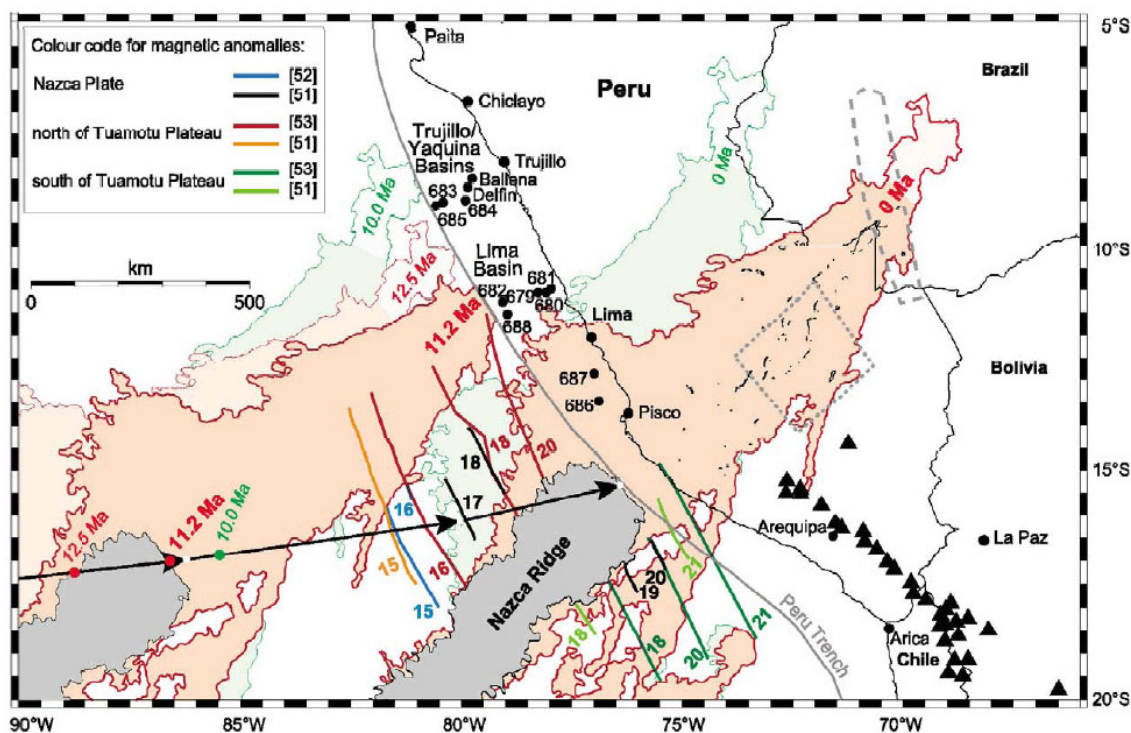 Colour code for magnetic anomalies:
Nazca Plate
[52]
[51]
north of Tuamotu Plateau
[53]
[51]
south of Tuamotu Plateau
[53]
[51]
km
0 500
Paita
Chiclayo
Trujillo/
Yaquina
Basins
Trujillo
Ballena
Delfin
683
684
685
Lima
Basin
681
682 679
680
688
Lima
687
686
Pisco
Peru
Brazil
Bolivia
La Paz
Arequipa
Arica
Chile
Peru Trench
Nazca Ridge
10.0 Ma
12.5 Ma
11.2 Ma
0 Ma
0 Ma
12.5 Ma
11.2 Ma
10.0 Ma
18
18
20
17
16
16
15
15
21
20
19
18
18
20
21
5°S
10°S
15°S
20°S
90°W 85°W 80°W 75°W 70°W